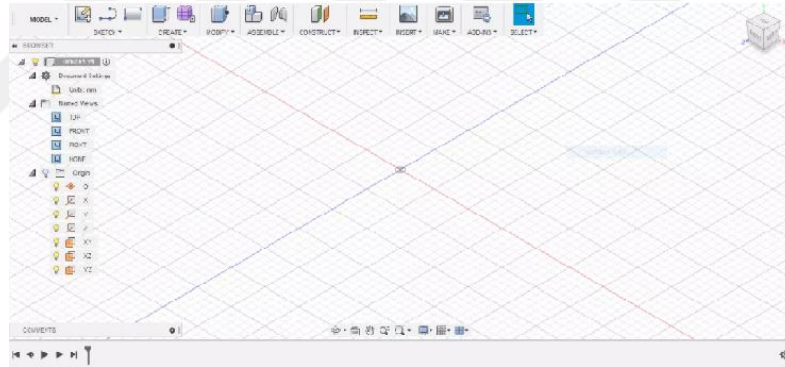 MODEL
SKETCH CREATE MODIFY ASSEMBLE CONSTRUCT INSPECT INSERT MAKE ADD-INS SELECT
BROWSER
Document Settings
Units: mm
Named Views
TOP
FRONT
RIGHT
HOME
Origin
O
X
Y
Z
XY
XZ
YZ
COMMENTS